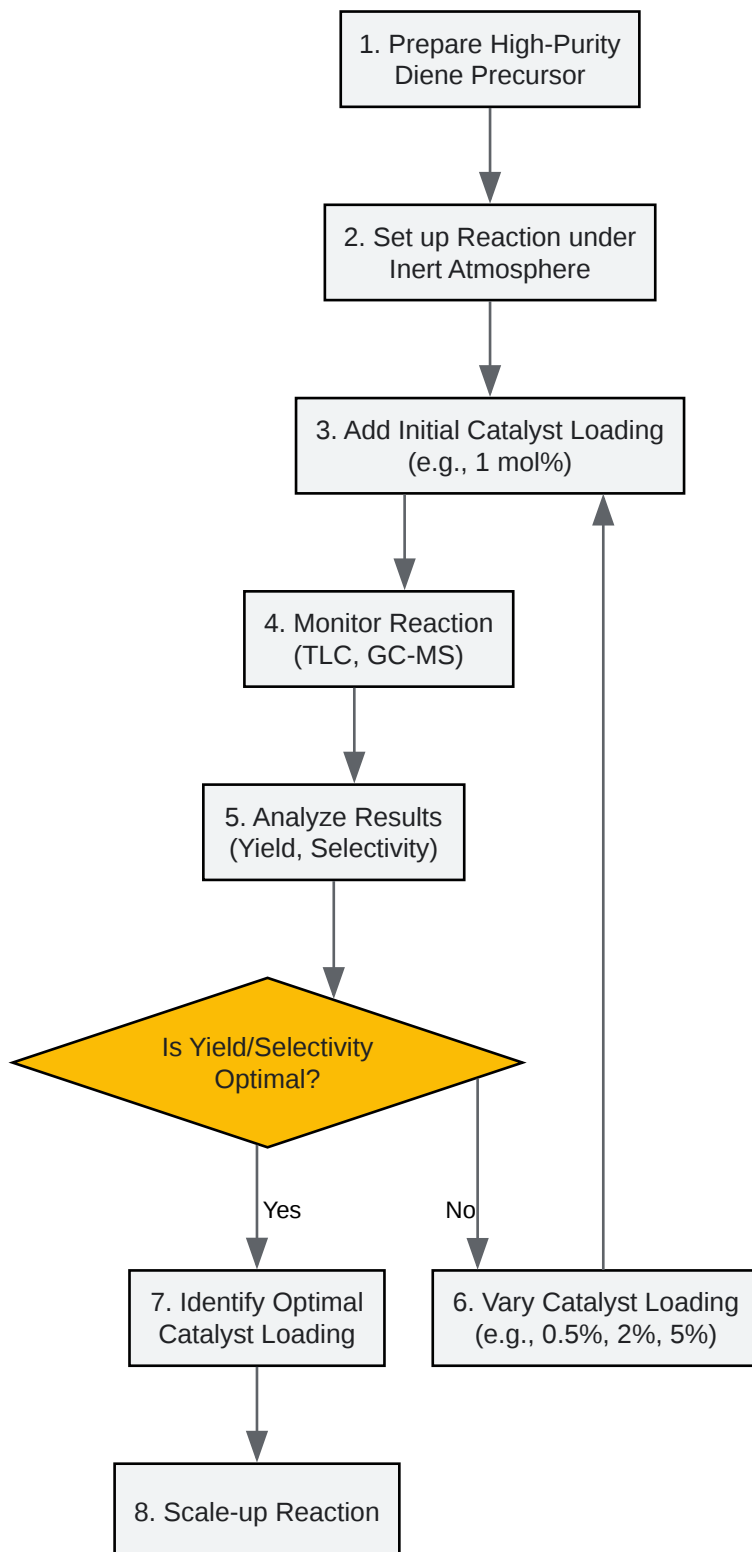 1. Prepare High-Purity
Diene Precursor
2. Set up Reaction under
Inert Atmosphere
3. Add Initial Catalyst Loading
(e.g., 1 mol%)
4. Monitor Reaction
(TLC, GC-MS)
5. Analyze Results
(Yield, Selectivity)
Is Yield/Selectivity
Optimal?
Yes
No
7. Identify Optimal
Catalyst Loading
6. Vary Catalyst Loading
(e.g., 0.5%, 2%, 5%)
8. Scale-up Reaction